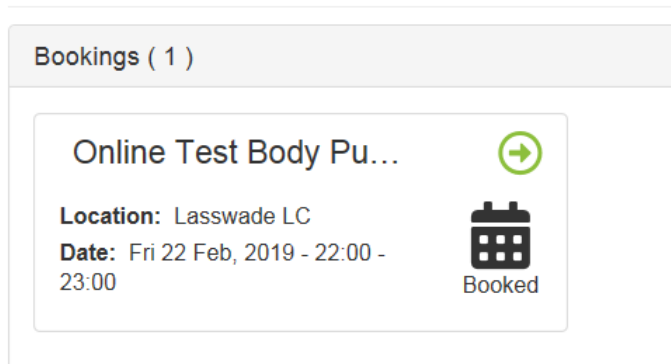 Bookings ( 1 )
Online Test Body Pu...
Location: Lasswade LC
Date: Fri 22 Feb, 2019 - 22:00 -
23:00
Booked